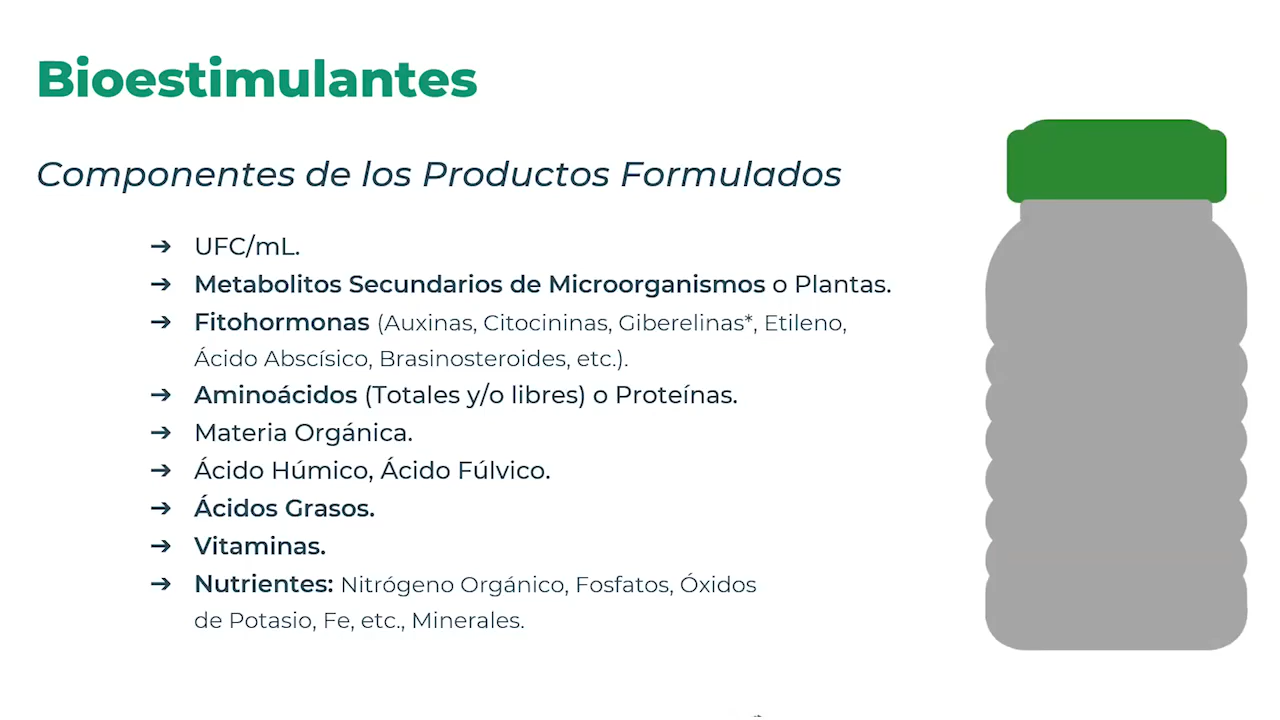 Bioestimulantes
Componentes de los Productos Formulados
➔ UFC/mL.
➔ Metabolitos Secundarios de Microorganismos o Plantas.
➔ Fitohormonas (Auxinas, Citocininas, Giberelinas*, Etileno,
Ácido Abscísico, Brasinosteroides, etc.).
➔ Aminoácidos (Totales y/o libres) o Proteínas.
➔ Materia Orgánica.
➔ Ácido Húmico, Ácido Fúlvico.
➔ Ácidos Grasos.
➔ Vitaminas.
➔ Nutrientes: Nitrógeno Orgánico, Fosfatos, Óxidos
de Potasio, Fe, etc., Minerales.